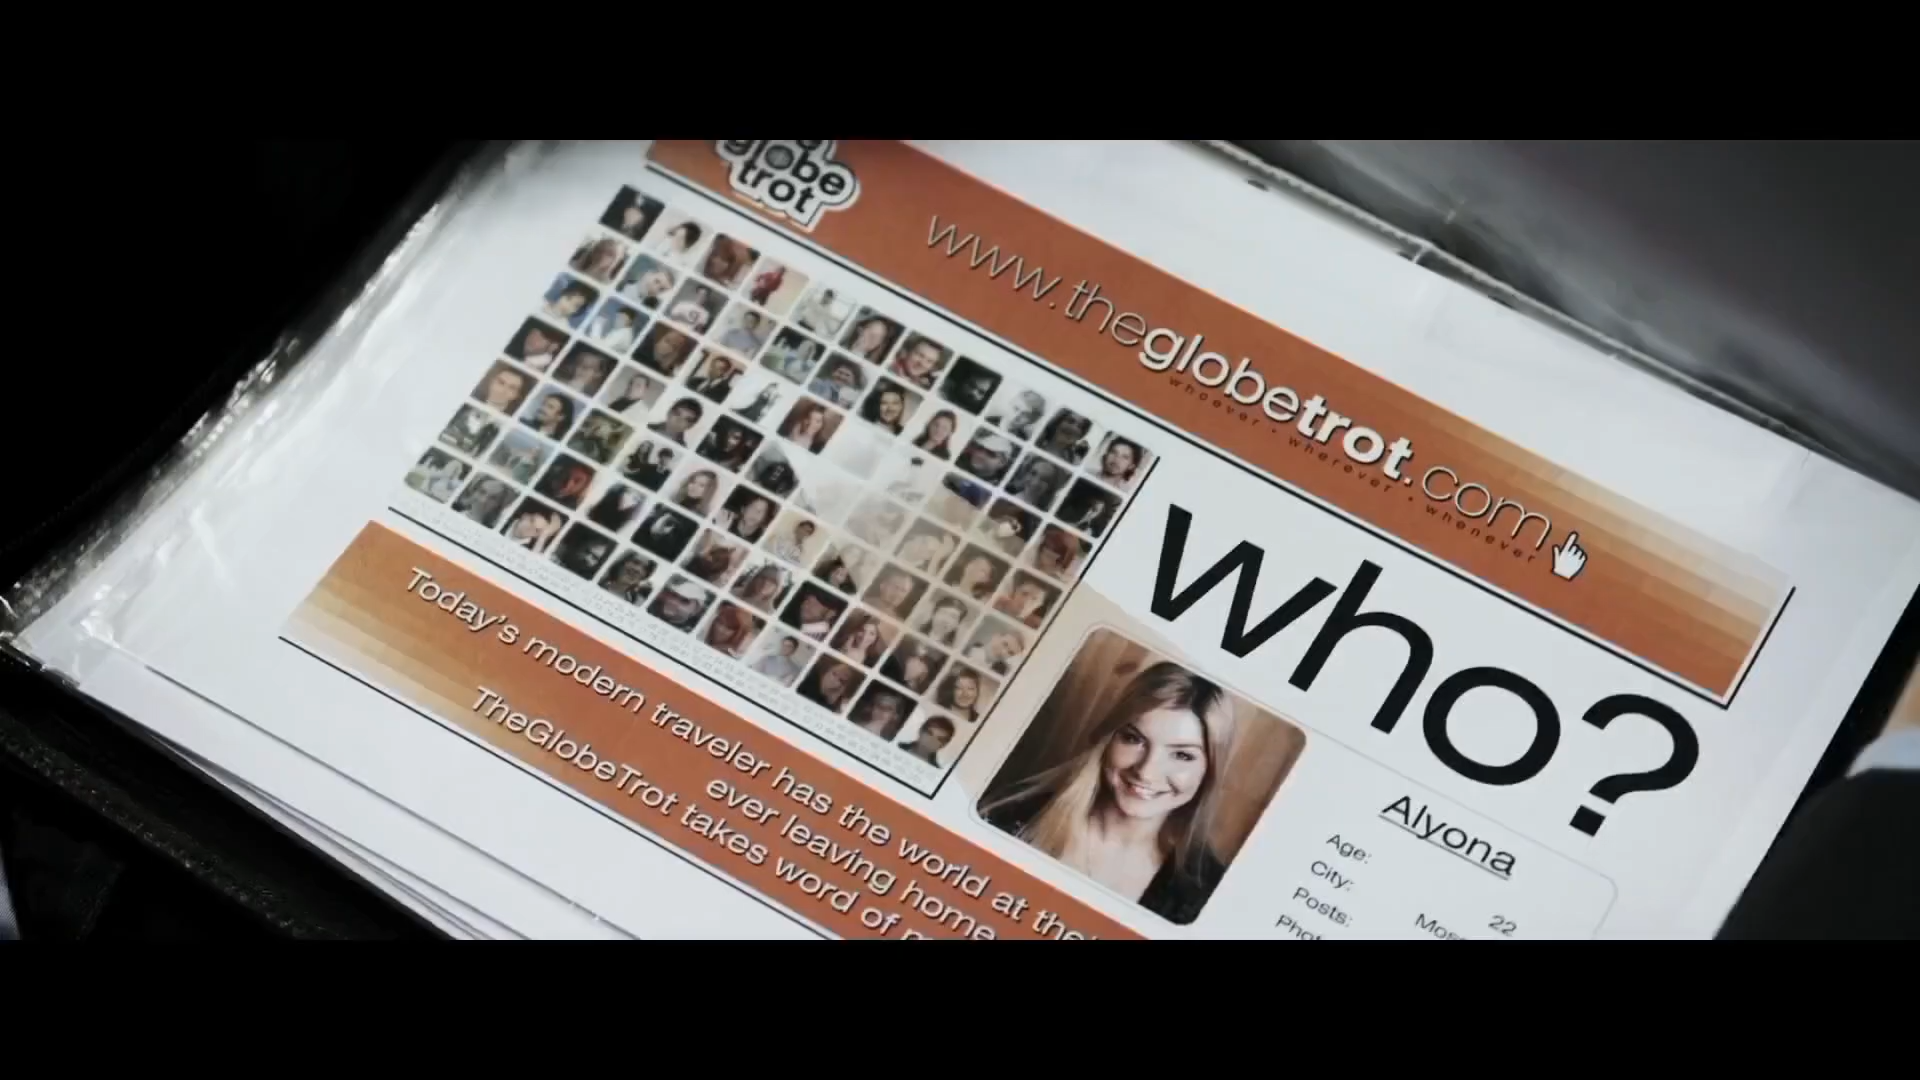 globe
trot
www.theglobetrot.com
whoever • wherever • whenever
who?
Alyona
Age: 22
City:
Posts:
Today's modern traveler has the world at
ever leaving home
TheGlobeTrot takes word of